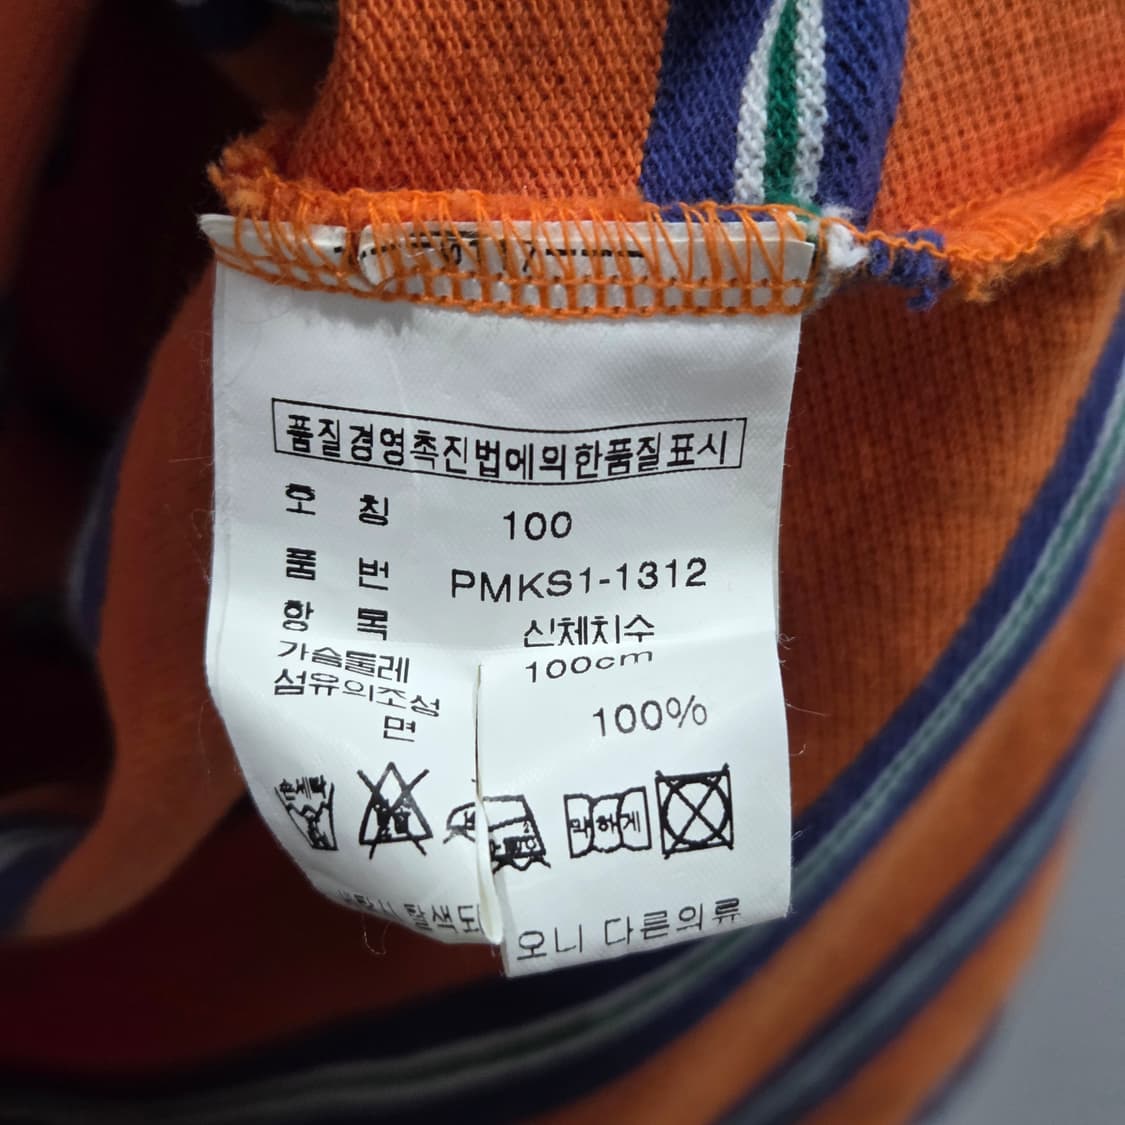 품질경영촉진법에의한품질표시
호 칭 100
품 번 PMKS1-1312
항 목 신체치수
가슴둘레 100cm
섬유의조성
면 100%
손세탁
약하게
오니 다른의류